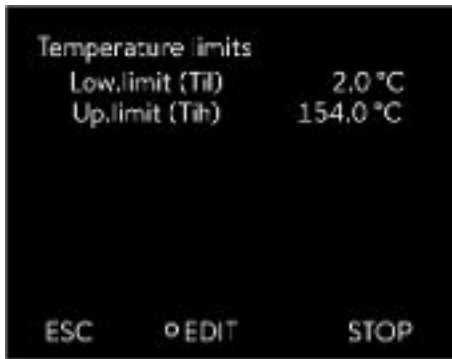 Temperature limits
Low.limit (Til) 2.0 °C
Up.limit (Tih) 154.0 °C
ESC EDIT STOP